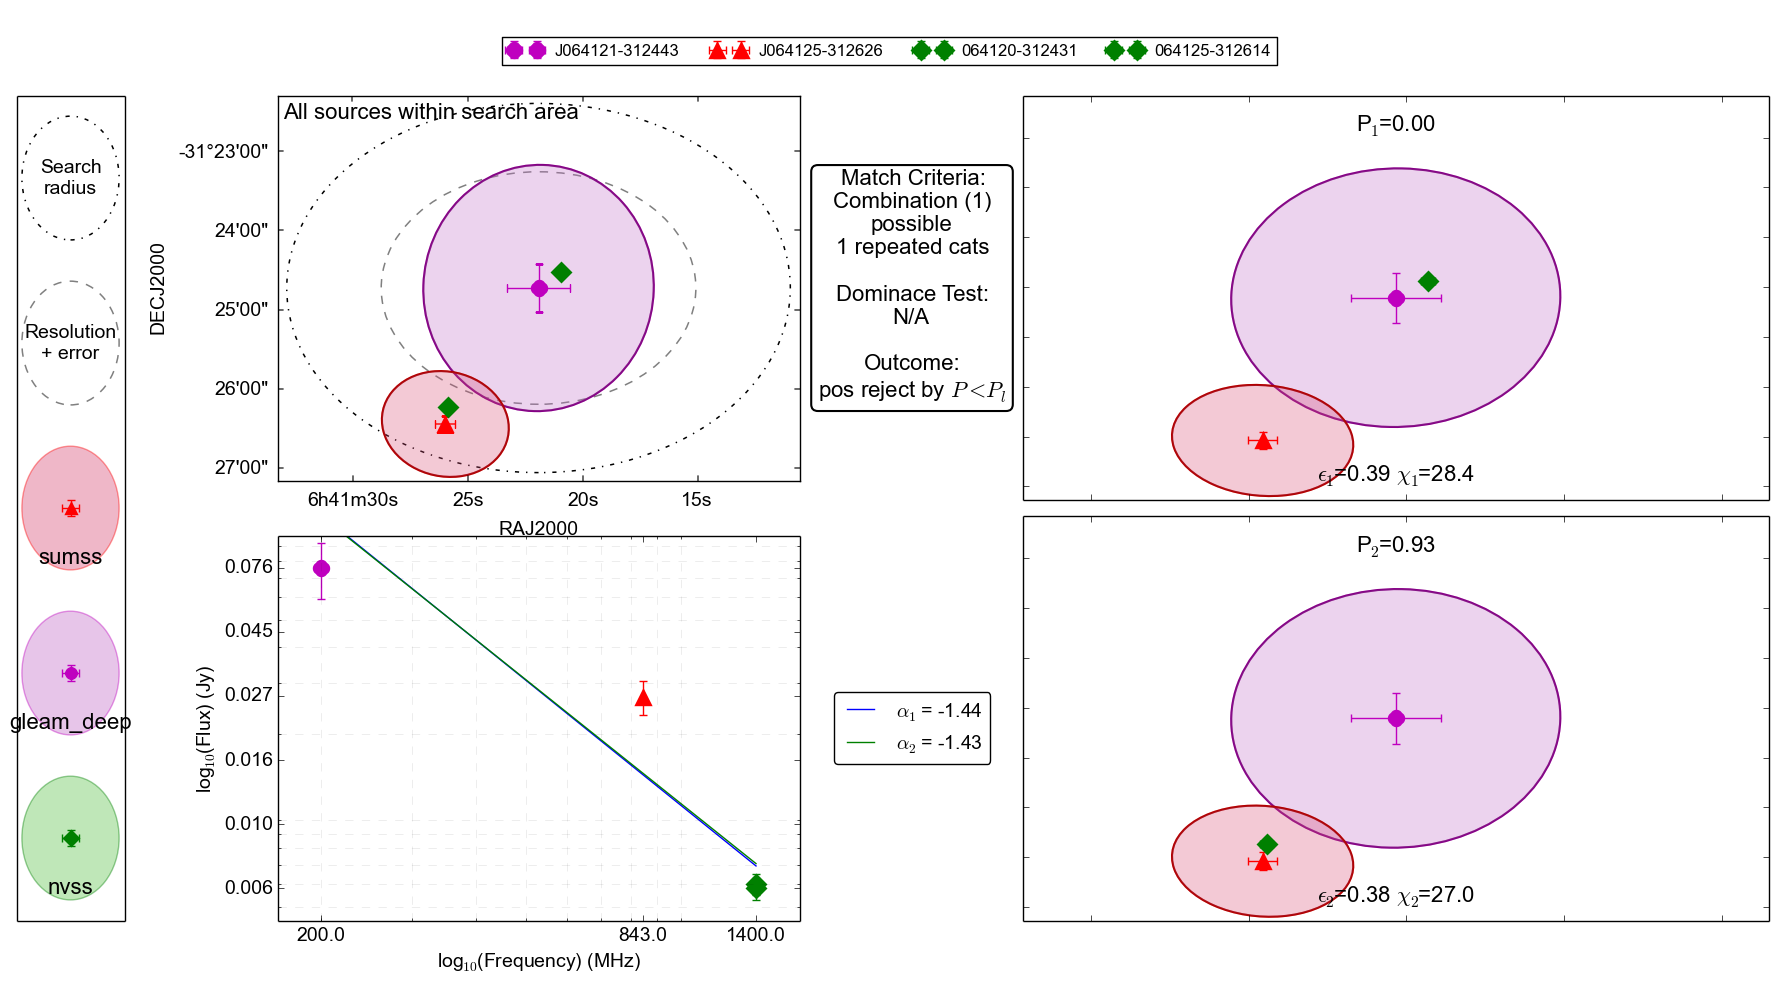 J064121-312443 J064125-312626 064120-312431 064125-312614
Search
radius
Resolution
+ error
sumss
gleam_deep
nvss
All sources within search area
-31°23'00"
24'00"
25'00"
26'00"
27'00"
DECJ2000
6h41m30s 25s 20s 15s
RAJ2000
Match Criteria:
Combination (1)
possible
1 repeated cats
Dominace Test:
N/A
Outcome:
pos reject by P<Pₗ
P₁=0.00
ϵ₁=0.39 χ₁=28.4
0.076
0.045
0.027
0.016
0.010
0.006
log₁₀(Flux) (Jy)
200.0 843.0 1400.0
log₁₀(Frequency) (MHz)
α₁ = -1.44
α₂ = -1.43
P₂=0.93
ϵ₂=0.38 χ₂=27.0